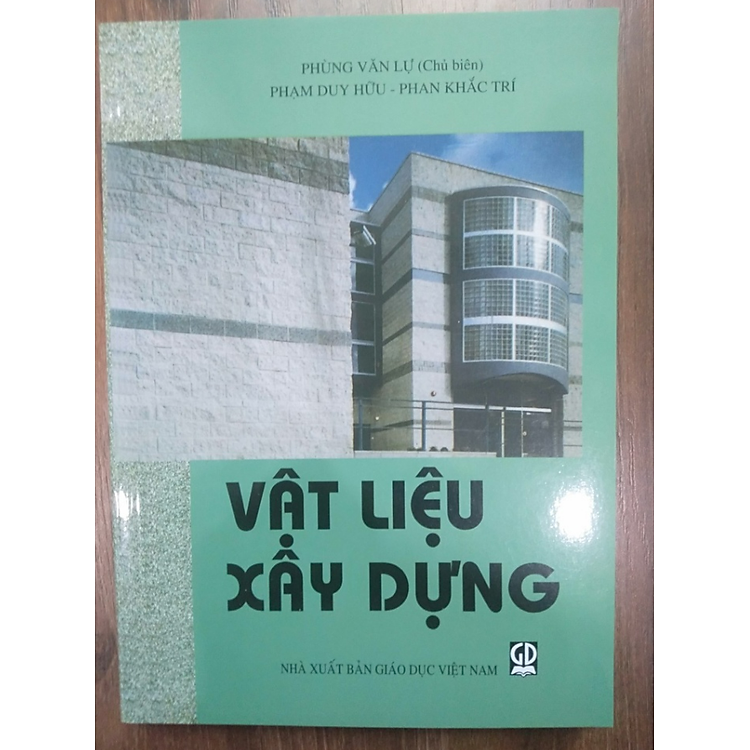 PHÙNG VĂN LỰ (Chủ biên)
PHẠM DUY HỮU - PHAN KHẮC TRÍ
VẬT LIỆU
XÂY DỰNG
NHÀ XUẤT BẢN GIÁO DỤC VIỆT NAM
GD